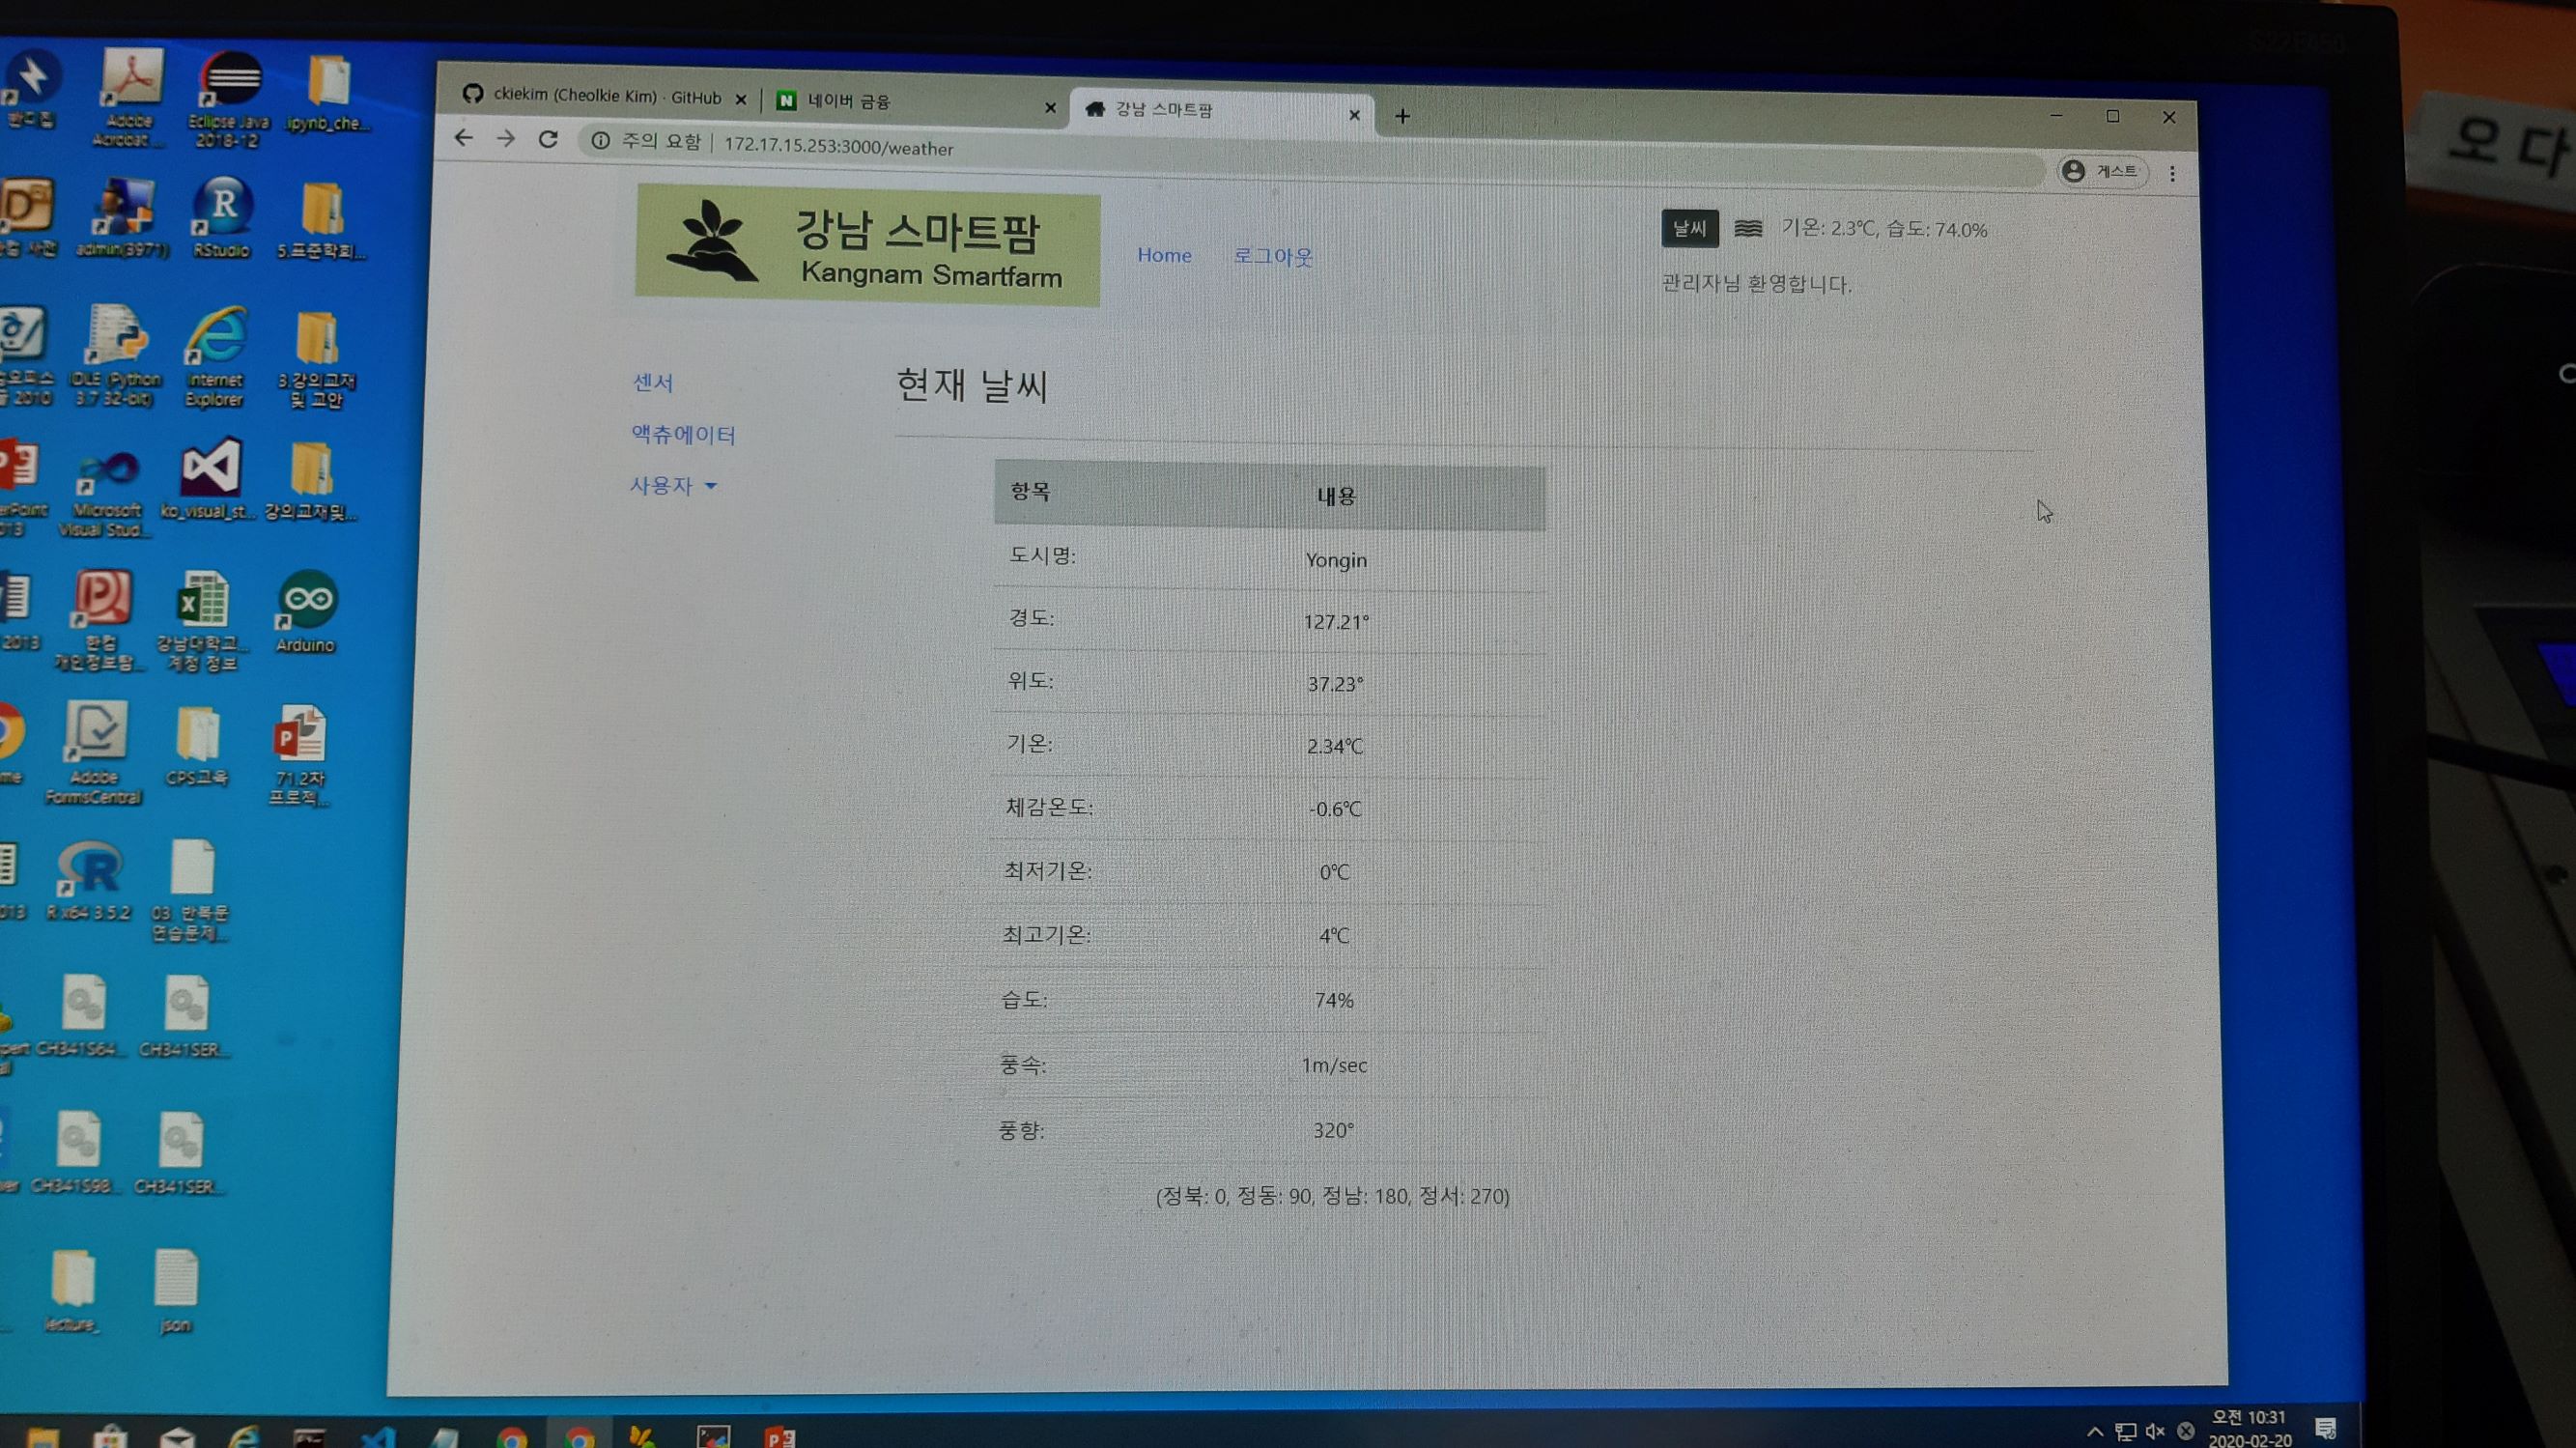 S22E450
ckiekim (Cheolkie Kim) · GitHub
네이버 금융
강남 스마트팜
주의 요함 | 172.17.15.253:3000/weather
게스트
강남 스마트팜
Kangnam Smartfarm
Home
로그아웃
날씨
기온: 2.3℃, 습도: 74.0%
관리자님 환영합니다.
센서
액츄에이터
사용자
현재 날씨
항목 내용
도시명: Yongin
경도: 127.21°
위도: 37.23°
기온: 2.34℃
체감온도: -0.6℃
최저기온: 0℃
최고기온: 4℃
습도: 74%
풍속: 1m/sec
풍향: 320°
(정북: 0, 정동: 90, 정남: 180, 정서: 270)
Adobe
Acrobat ...
Eclipse Java
2018-12
.ipynb_che...
admin(3971)
RStudio
5.표준학회...
2010
IDLE (Python
3.7 32-bit)
Internet
Explorer
3.강의교재
및 고안
Microsoft
Visual Stud...
ko_visual_st...
강의교재및...
2013
한컴
개인정보탐...
강남대학교...
계정 정보
Arduino
Adobe
FormsCentral
CPS교육
71.2차
프로젝...
R x64 3.5.2
03. 반복문
연습문제...
CH341S64...
CH341SER...
CH341S98...
CH341SER...
lecture_
json
오전 10:31
2020-02-20
오 다